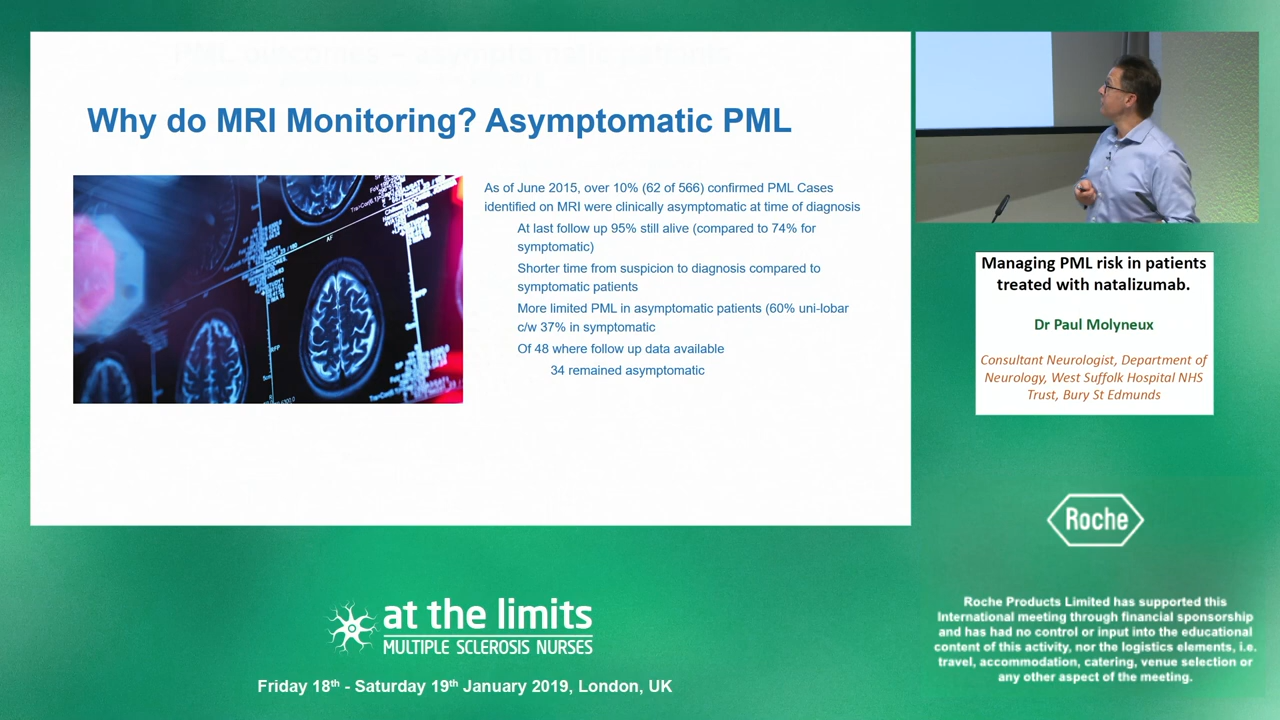 Why do MRI Monitoring? Asymptomatic PML
As of June 2015, over 10% (62 of 566) confirmed PML Cases
identified on MRI were clinically asymptomatic at time of diagnosis
At last follow up 95% still alive (compared to 74% for
symptomatic)
Shorter time from suspicion to diagnosis compared to
symptomatic patients
More limited PML in asymptomatic patients (60% uni-lobar
c/w 37% in symptomatic
Of 48 where follow up data available
34 remained asymptomatic
Managing PML risk in patients
treated with natalizumab.
Dr Paul Molyneux
Consultant Neurologist, Department of
Neurology, West Suffolk Hospital NHS
Trust, Bury St Edmunds
Roche
Roche Products Limited has supported this
International meeting through financial sponsorship
and has had no control or input into the educational
content of this activity, nor the logistics elements, i.e.
travel, accommodation, catering, venue selection or
any other aspect of the meeting.
at the limits
MULTIPLE SCLEROSIS NURSES
Friday 18th - Saturday 19th January 2019, London, UK